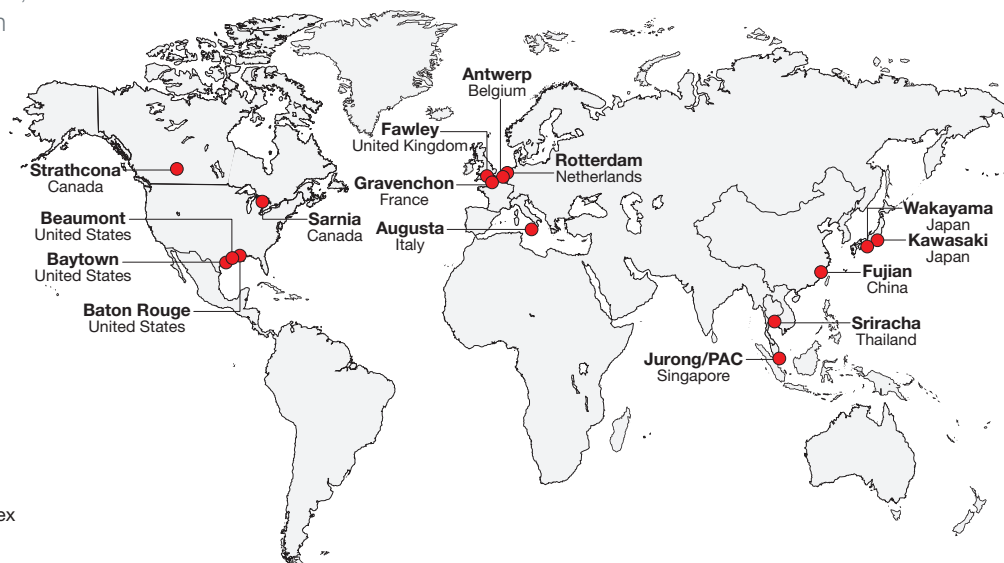 Antwerp
Belgium
Fawley
United Kingdom
Rotterdam
Netherlands
Strathcona
Canada
Gravenchon
France
Wakayama
Japan
Beaumont
United States
Sarnia
Canada
Augusta
Italy
Kawasaki
Japan
Baytown
United States
Fujian
China
Baton Rouge
United States
Sriracha
Thailand
Jurong/PAC
Singapore
ex